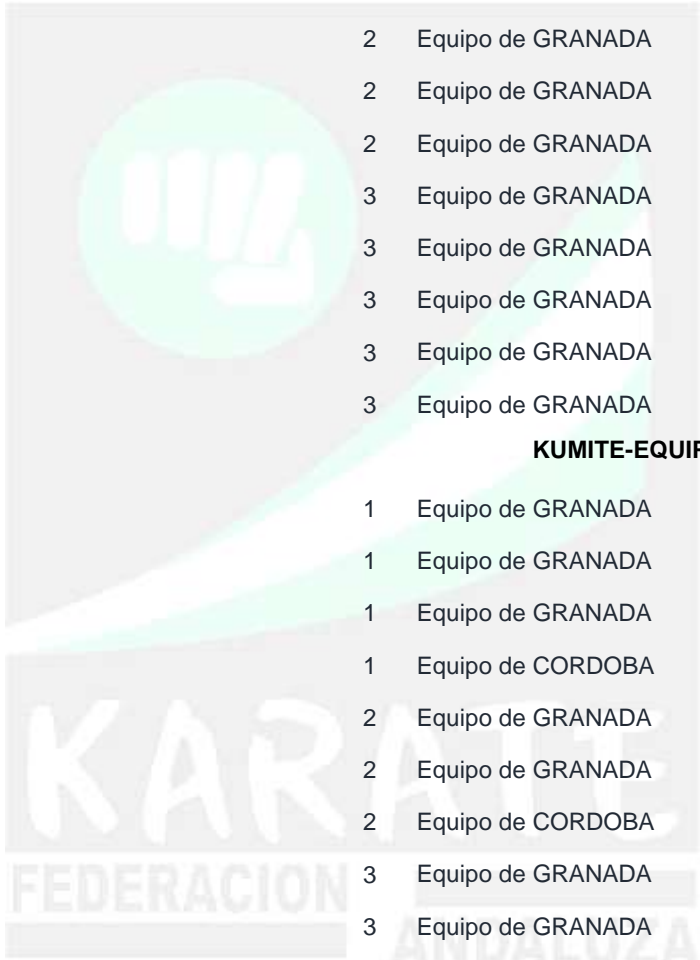 2 Equipo de GRANADA
2 Equipo de GRANADA
2 Equipo de GRANADA
3 Equipo de GRANADA
3 Equipo de GRANADA
3 Equipo de GRANADA
3 Equipo de GRANADA
3 Equipo de GRANADA
KUMITE-EQUIP
1 Equipo de GRANADA
1 Equipo de GRANADA
1 Equipo de GRANADA
1 Equipo de CORDOBA
2 Equipo de GRANADA
2 Equipo de GRANADA
2 Equipo de CORDOBA
3 Equipo de GRANADA
3 Equipo de GRANADA
KARATE
FEDERACION
ANDALUZA